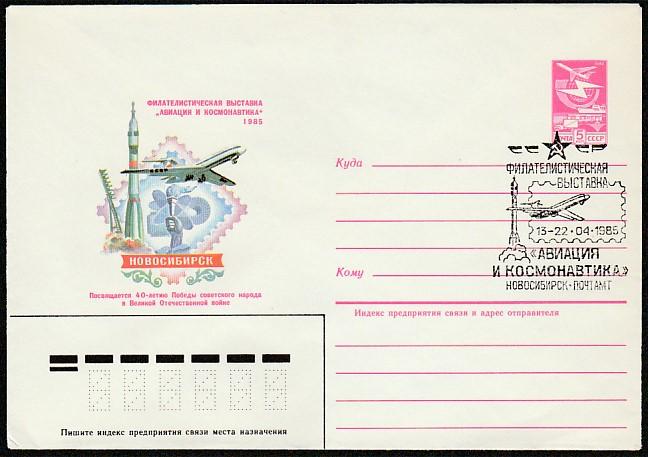 ФИЛАТЕЛИСТИЧЕСКАЯ ВЫСТАВКА
„АВИАЦИЯ И КОСМОНАВТИКА“
1985
НОВОСИБИРСК
Посвящается 40-летию Победы советского народа
в Великой Отечественной войне
ПОЧТА 5 СССР
Куда
Кому
ФИЛАТЕЛИСТИЧЕСКАЯ
ВЫСТАВКА
13-22·04·1985
«АВИАЦИЯ
И КОСМОНАВТИКА»
НОВОСИБИРСК·ПОЧТАМТ
Индекс предприятия связи и адрес отправителя
Пишите индекс предприятия связи места назначения